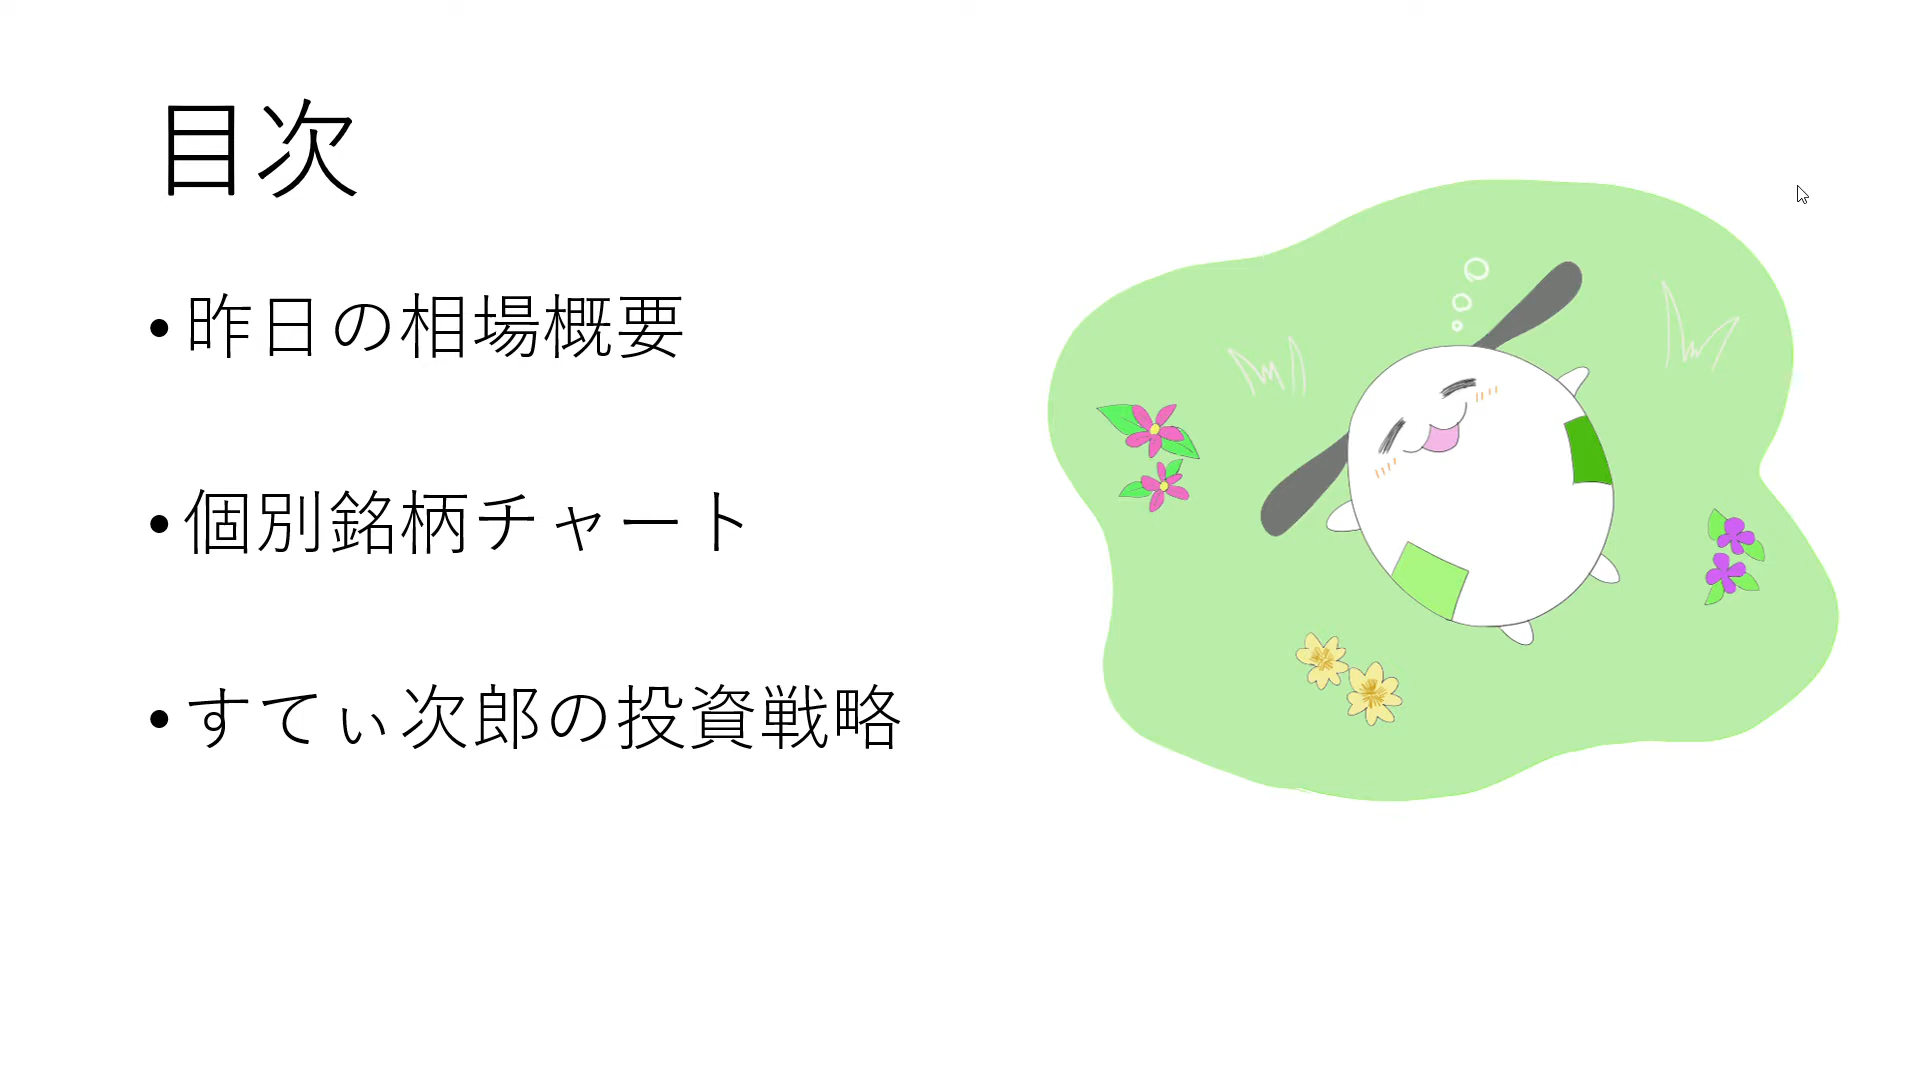 目次
•昨日の相場概要
•個別銘柄チャート
•すてぃ次郎の投資戦略